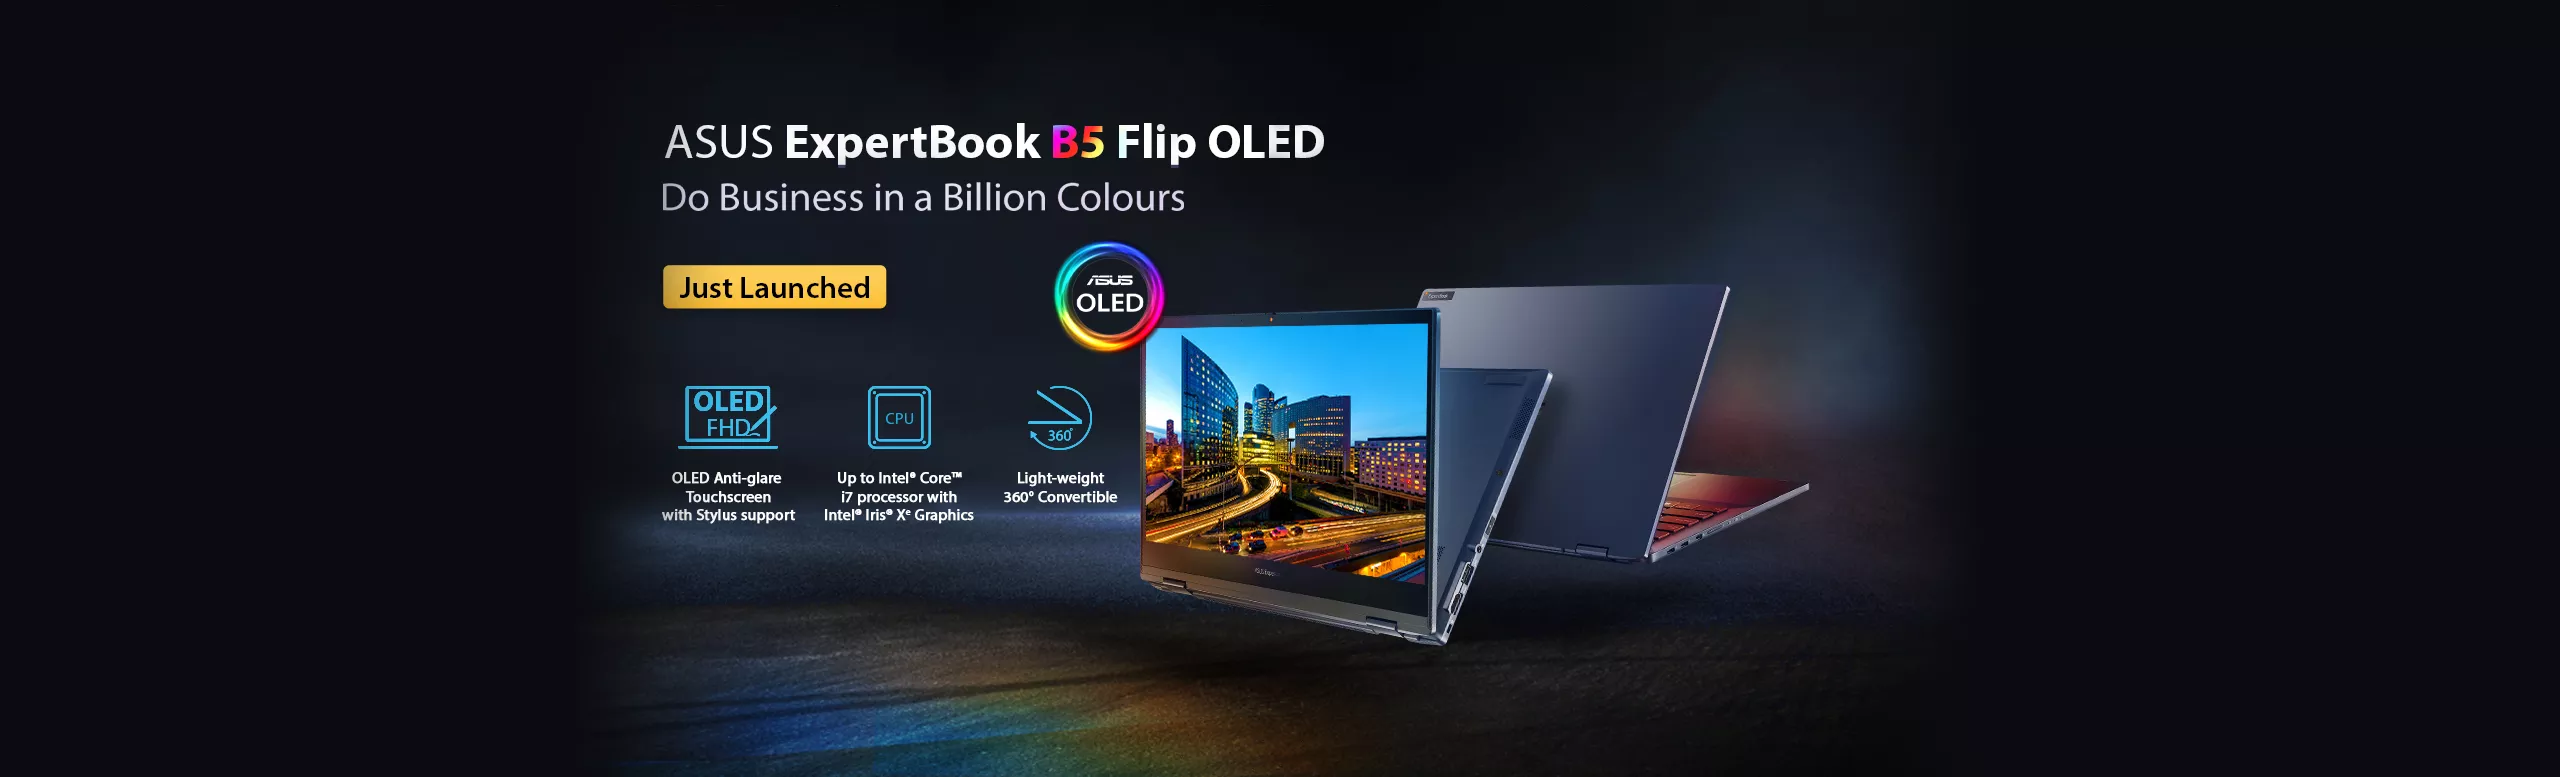 ASUS ExpertBook B5 Flip OLED
Do Business in a Billion Colours
Just Launched
ASUS
OLED
OLED
FHD
CPU
360°
OLED Anti-glare
Touchscreen
with Stylus support
Up to Intel® Core™
i7 processor with
Intel® Iris® Xe Graphics
Light-weight
360° Convertible